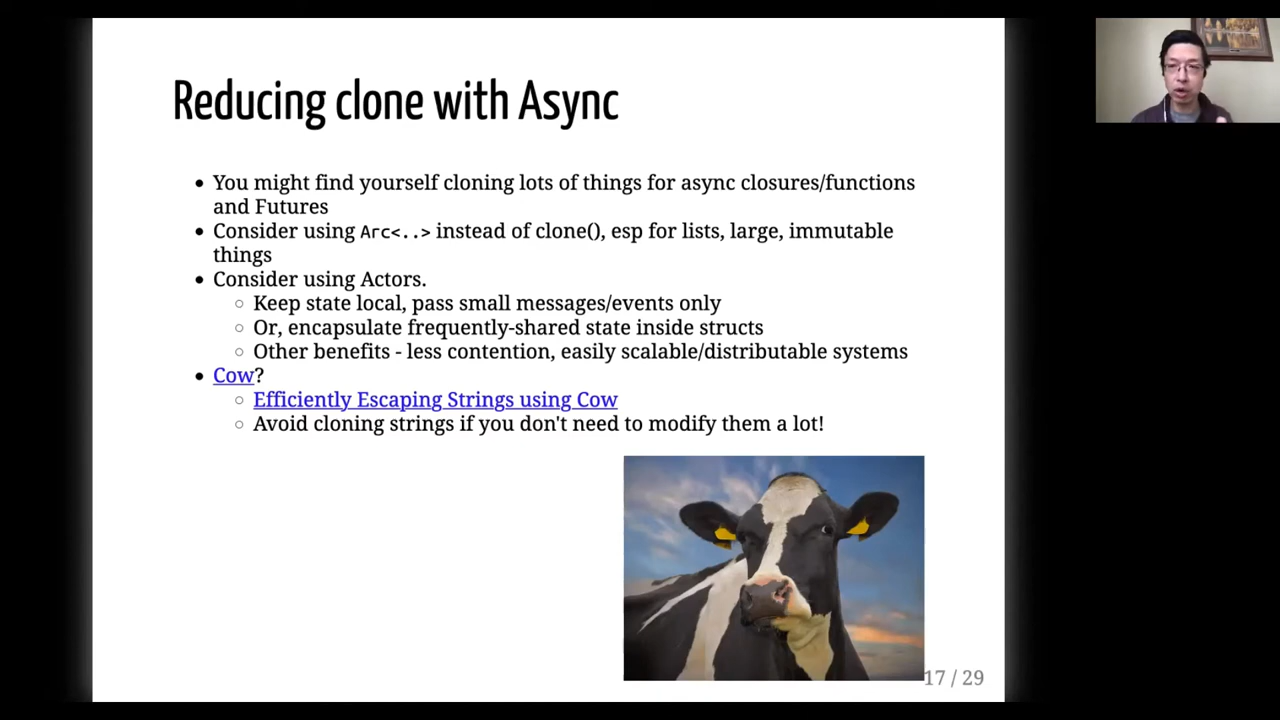 Reducing clone with Async
• You might find yourself cloning lots of things for async closures/functions
and Futures
• Consider using Arc<..> instead of clone(), esp for lists, large, immutable
things
• Consider using Actors.
○ Keep state local, pass small messages/events only
○ Or, encapsulate frequently-shared state inside structs
○ Other benefits - less contention, easily scalable/distributable systems
• Cow?
○ Efficiently Escaping Strings using Cow
○ Avoid cloning strings if you don't need to modify them a lot!
17 / 29